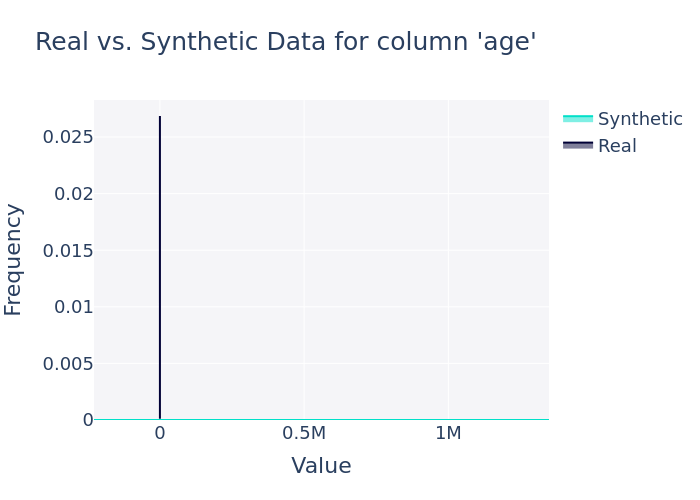 Real vs. Synthetic Data for column 'age'
Synthetic
Real
Frequency
0.025
0.02
0.015
0.01
0.005
0
0 0.5M 1M
Value